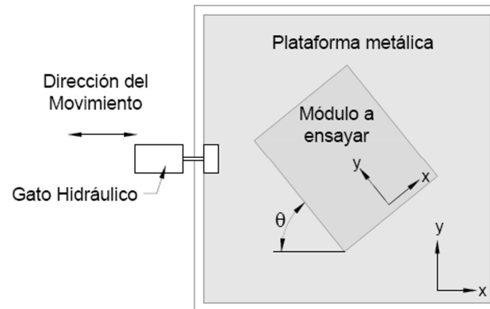 Plataforma metálica
Dirección del
Movimiento
Módulo a
ensayar
y
x
Gato Hidráulico
θ
y
x